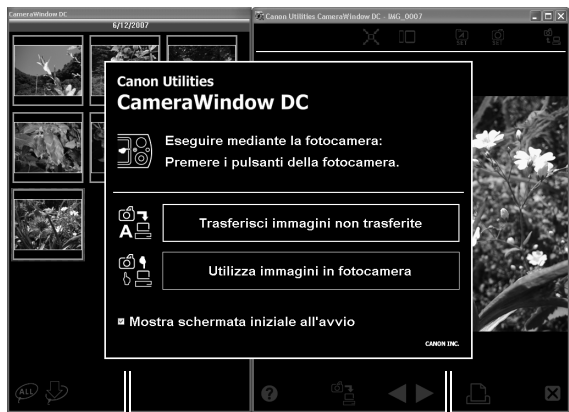 CameraWindow DC
6/12/2007
Canon Utilities CameraWindow DC - IMG_0007
Canon Utilities
CameraWindow DC
Eseguire mediante la fotocamera:
Premere i pulsanti della fotocamera.
A
Trasferisci immagini non trasferite
Utilizza immagini in fotocamera
Mostra schermata iniziale all'avvio
CANON INC.
ALL
?